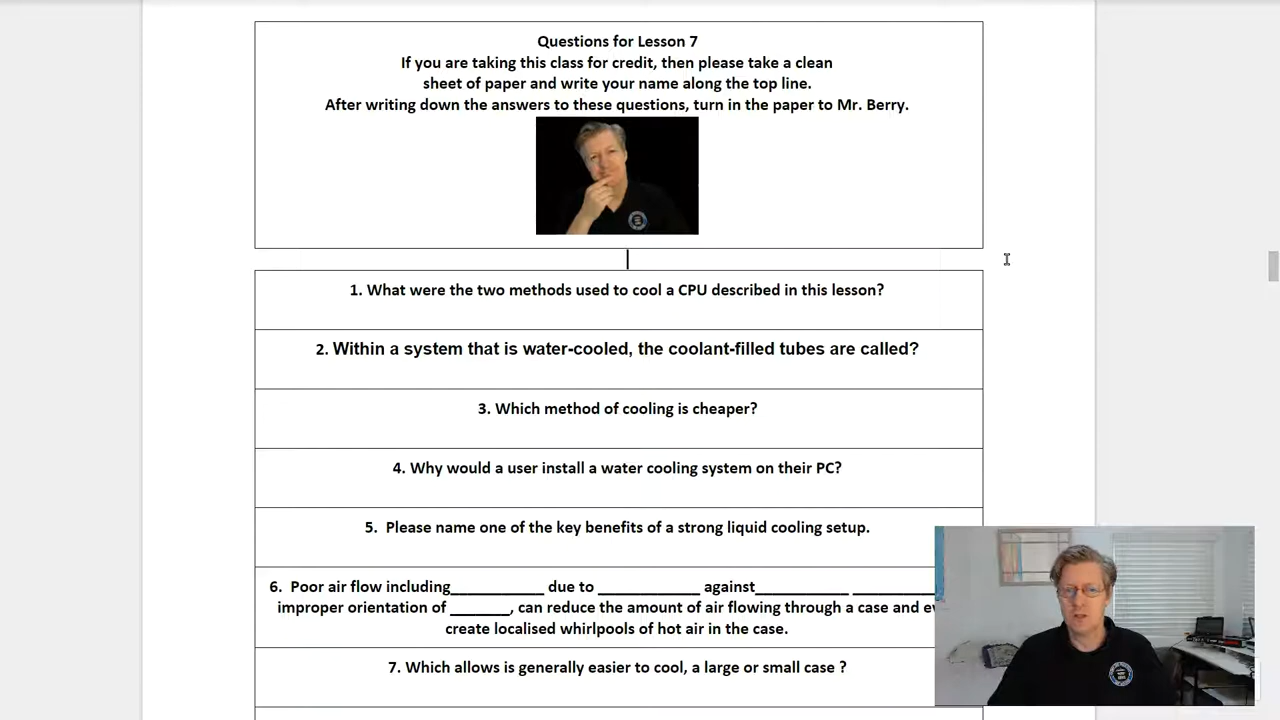 Questions for Lesson 7
If you are taking this class for credit, then please take a clean
sheet of paper and write your name along the top line.
After writing down the answers to these questions, turn in the paper to Mr. Berry.
1. What were the two methods used to cool a CPU described in this lesson?
2. Within a system that is water-cooled, the coolant-filled tubes are called?
3. Which method of cooling is cheaper?
4. Why would a user install a water cooling system on their PC?
5. Please name one of the key benefits of a strong liquid cooling setup.
6. Poor air flow including___________ due to ____________ against___________ __________
improper orientation of _______, can reduce the amount of air flowing through a case and
create localised whirlpools of hot air in the case.
7. Which allows is generally easier to cool, a large or small case ?